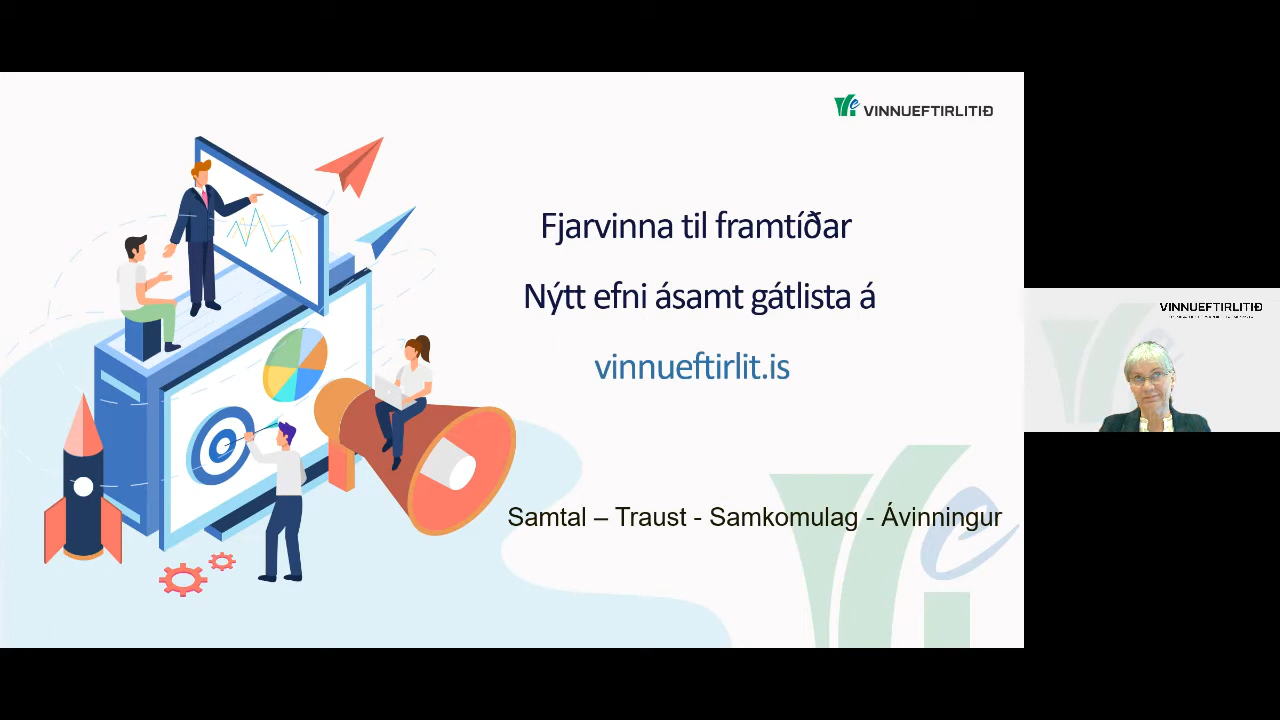 VINNUEFTIRLITIÐ
Fjarvinna til framtíðar
Nýtt efni ásamt gátlista á
vinnueftirlit.is
Samtal – Traust - Samkomulag - Ávinningur
VINNUEFTIRLITIÐ